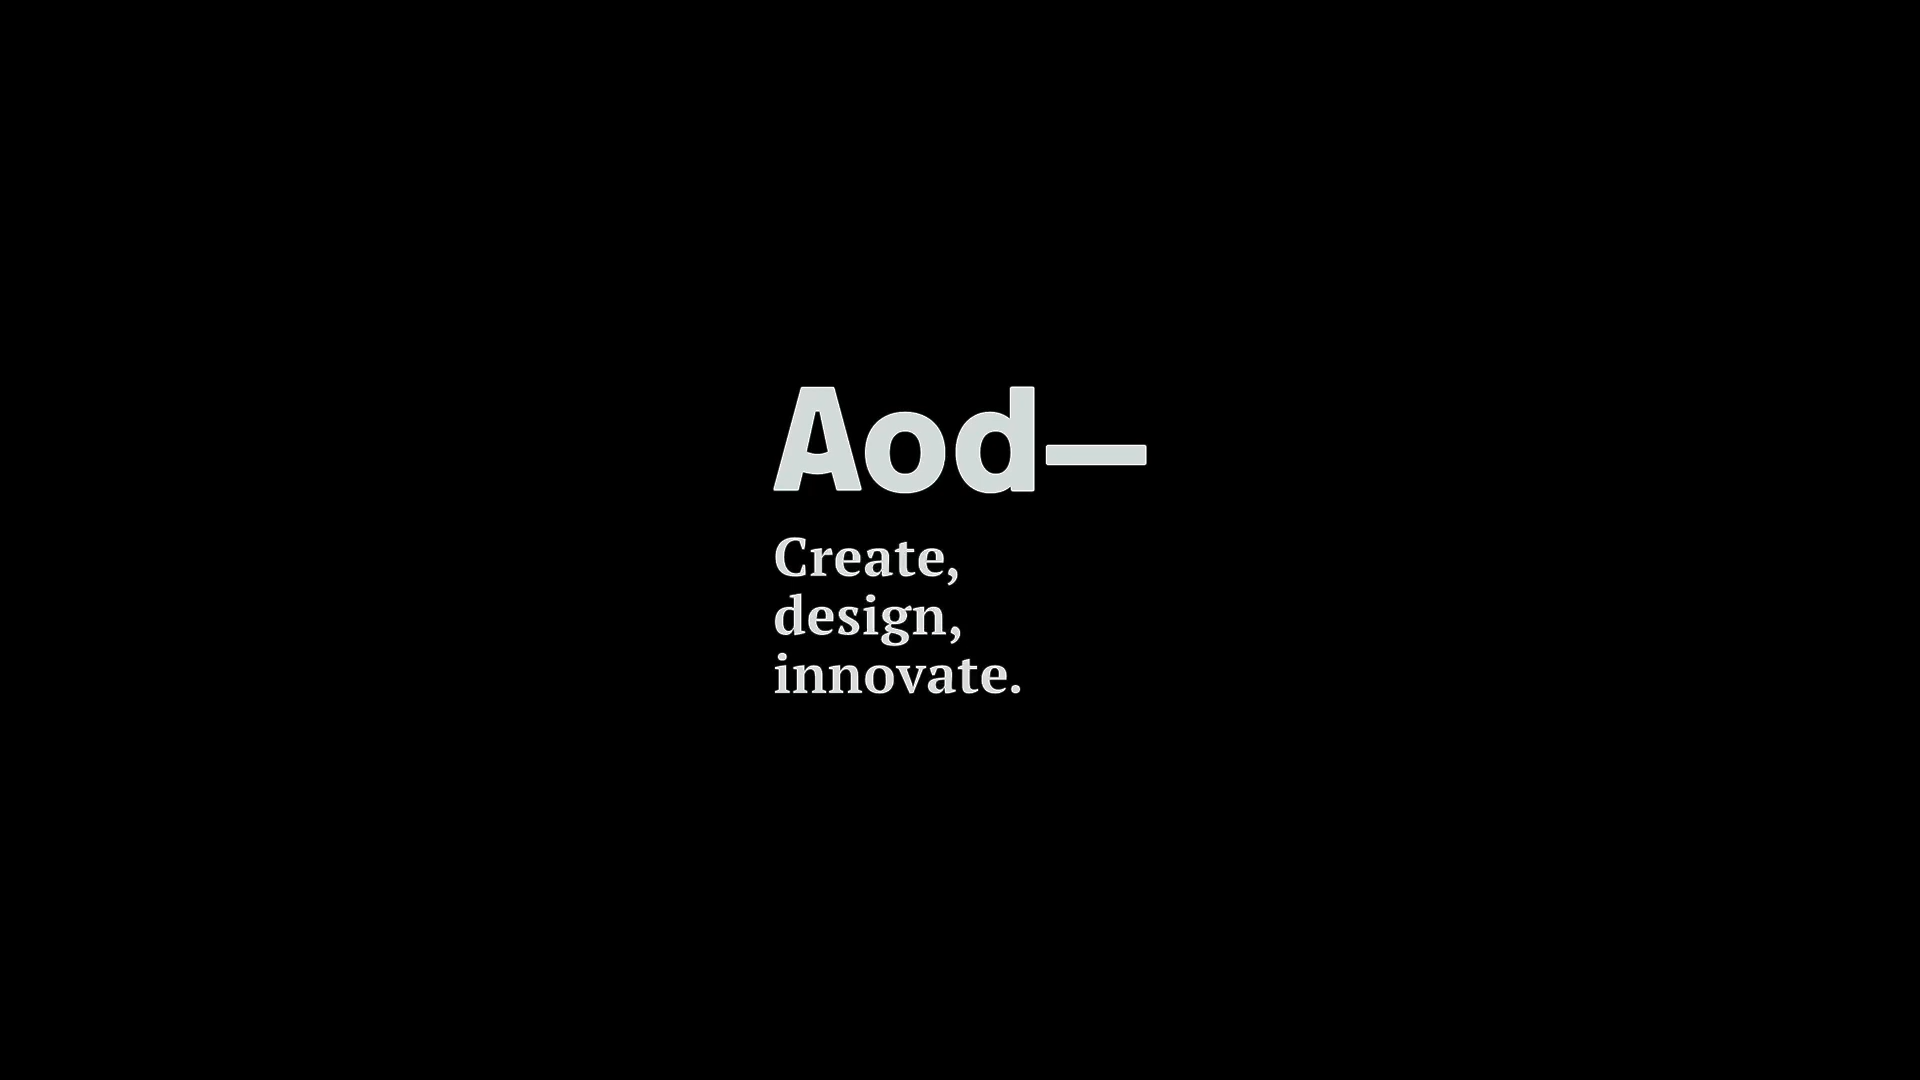 Aod—
Create,
design,
innovate.